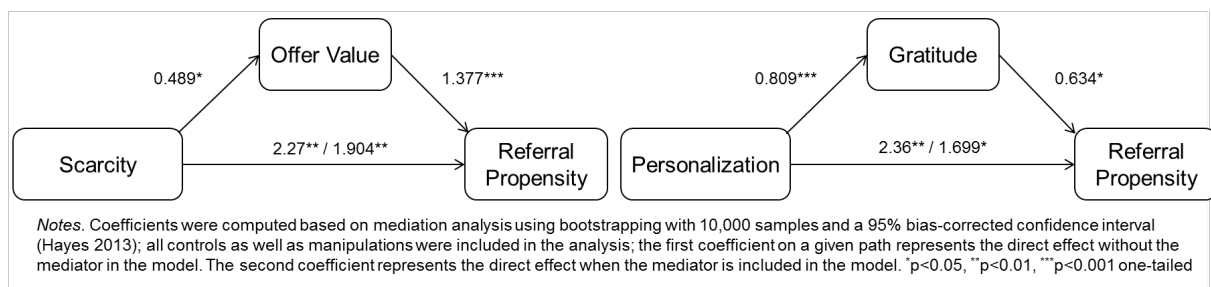 Offer Value
0.489*
1.377***
Scarcity
2.27** / 1.904**
Referral
Propensity
Gratitude
0.809***
0.634*
Personalization
2.36** / 1.699*
Referral
Propensity
Notes. Coefficients were computed based on mediation analysis using bootstrapping with 10,000 samples and a 95% bias-corrected confidence interval
(Hayes 2013); all controls as well as manipulations were included in the analysis; the first coefficient on a given path represents the direct effect without the
mediator in the model. The second coefficient represents the direct effect when the mediator is included in the model. *p<0.05, **p<0.01, ***p<0.001 one-tailed